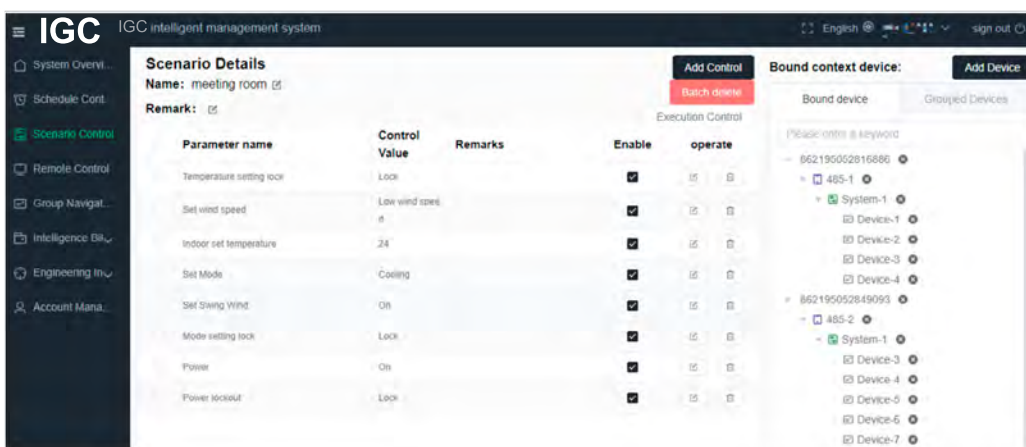 IGC IGC intelligent management system English sign out
System Overvi...
Schedule Cont.
Scenario Control
Remote Control
Group Navigat...
Intelligence Bil...
Engineering In...
Account Mana...
Scenario Details
Name: meeting room
Remark:
Add Control
Batch delete
Execution Control
Parameter name Control Value Remarks Enable operate
Temperature setting lock Lock
Set wind speed Low wind spee
d
Indoor set temperature 24
Set Mode Cooling
Set Swing Wind On
Mode setting lock Lock
Power On
Power lockout Lock
Bound context device: Add Device
Bound device Grouped Devices
Please enter a keyword
862195052816886
485-1
System-1
Device-1
Device-2
Device-3
Device-4
862195052849093
485-2
System-1
Device-3
Device-4
Device-5
Device-6
Device-7